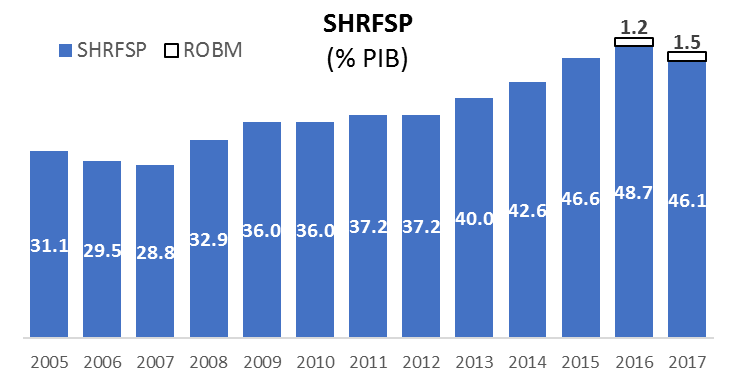 SHRFSP
(% PIB)
SHRFSP ROBM
1.2
1.5
31.1 29.5 28.8 32.9 36.0 36.0 37.2 37.2 40.0 42.6 46.6 48.7 46.1
2005 2006 2007 2008 2009 2010 2011 2012 2013 2014 2015 2016 2017